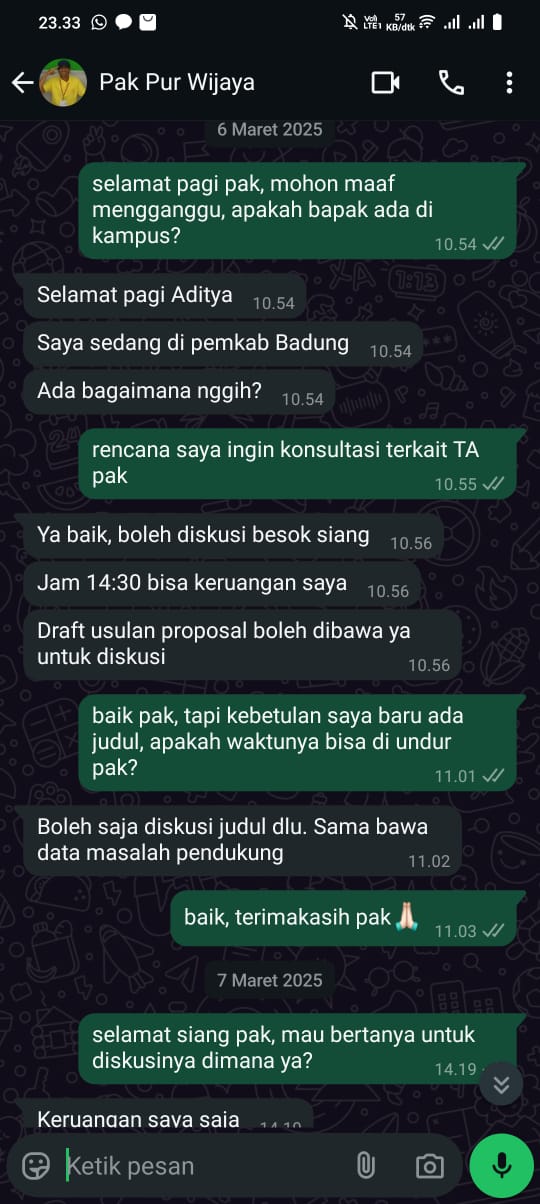 23.33
Vo))
LTE1
57
KB/dtk
Pak Pur Wijaya
6 Maret 2025
selamat pagi pak, mohon maaf
mengganggu, apakah bapak ada di
kampus?
10.54
Selamat pagi Aditya
10.54
Saya sedang di pemkab Badung
10.54
Ada bagaimana nggih?
10.54
rencana saya ingin konsultasi terkait TA
pak
10.55
Ya baik, boleh diskusi besok siang
10.56
Jam 14:30 bisa keruangan saya
10.56
Draft usulan proposal boleh dibawa ya
untuk diskusi
10.56
baik pak, tapi kebetulan saya baru ada
judul, apakah waktunya bisa di undur
pak?
11.01
Boleh saja diskusi judul dlu. Sama bawa
data masalah pendukung
11.02
baik, terimakasih pak🙏🏻
11.03
7 Maret 2025
selamat siang pak, mau bertanya untuk
diskusinya dimana ya?
14.19
Keruangan saya saja
14.19
Ketik pesan